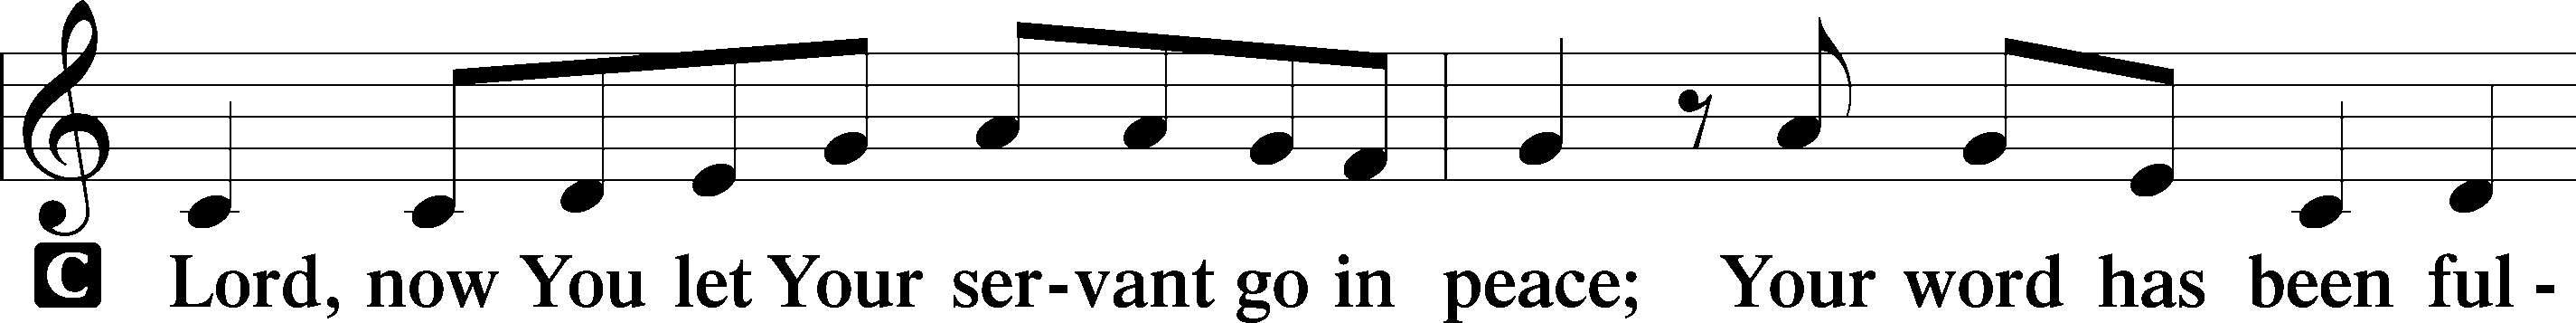 C Lord, now You let Your ser-vant go in peace; Your word has been ful-